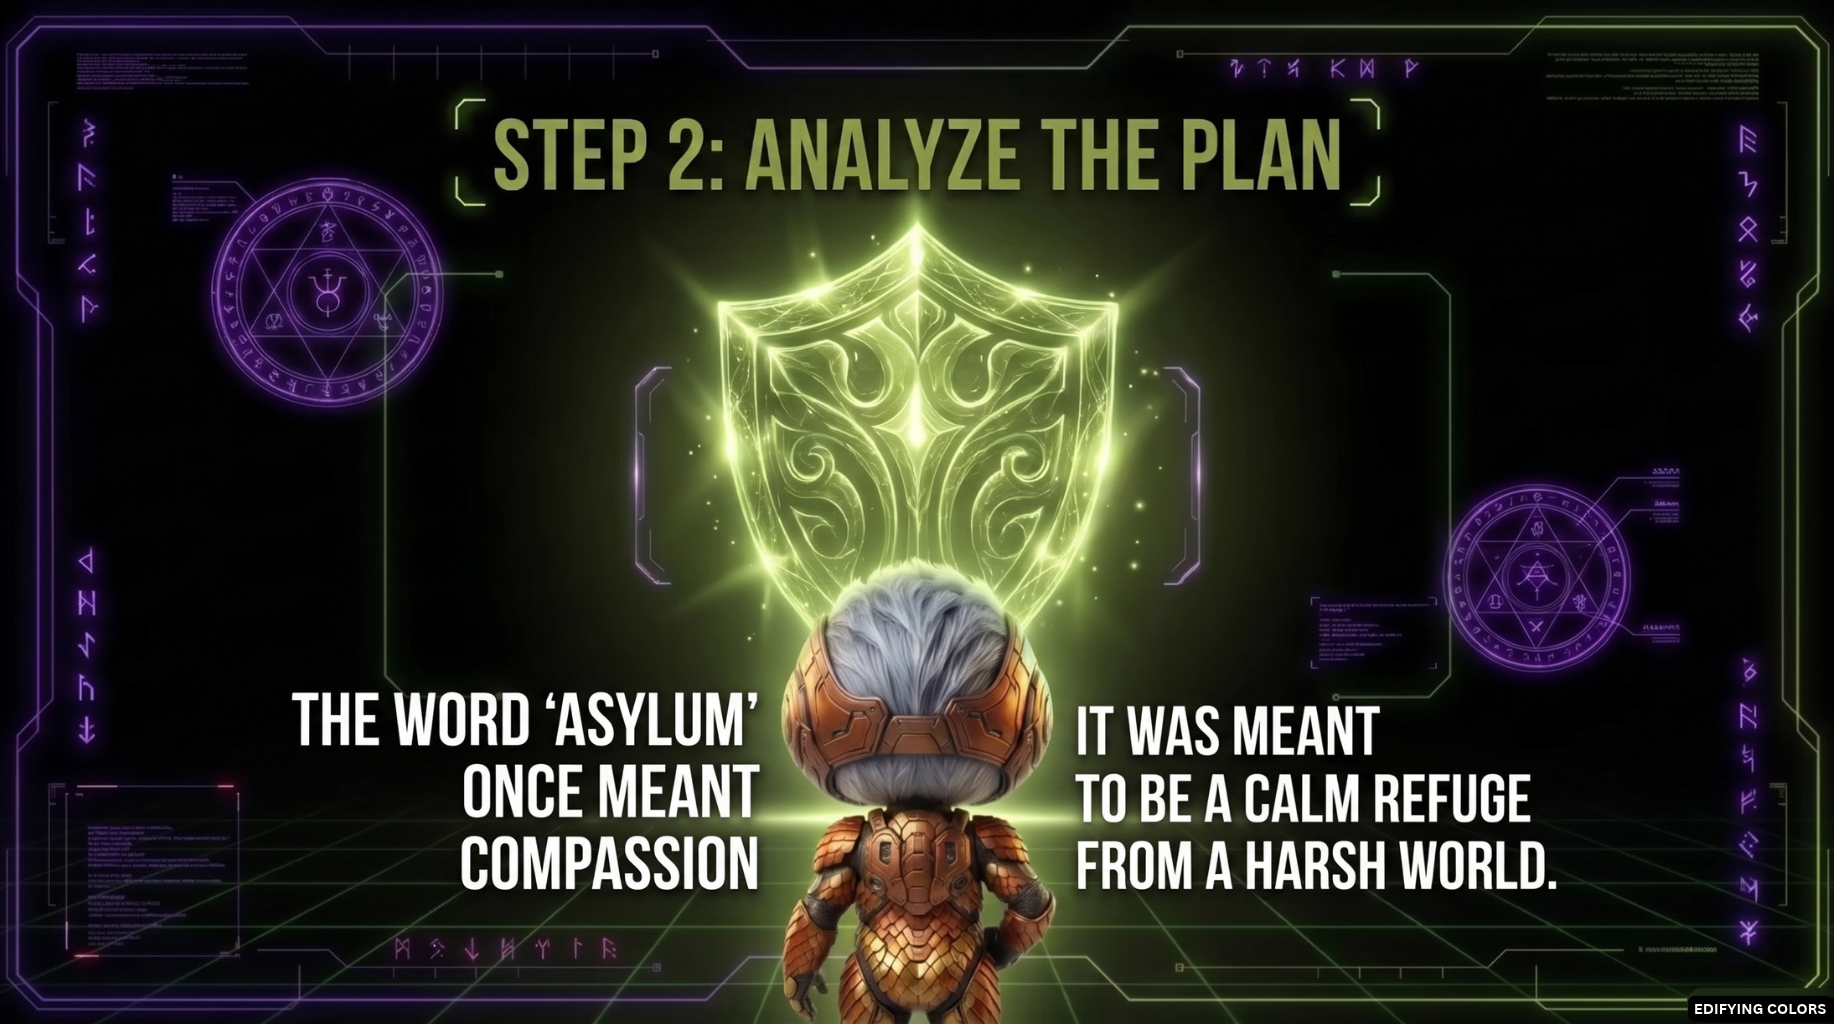 STEP 2: ANALYZE THE PLAN
THE WORD ‘ASYLUM’
ONCE MEANT
COMPASSION
IT WAS MEANT
TO BE A CALM REFUGE
FROM A HARSH WORLD.
EDIFYING COLORS